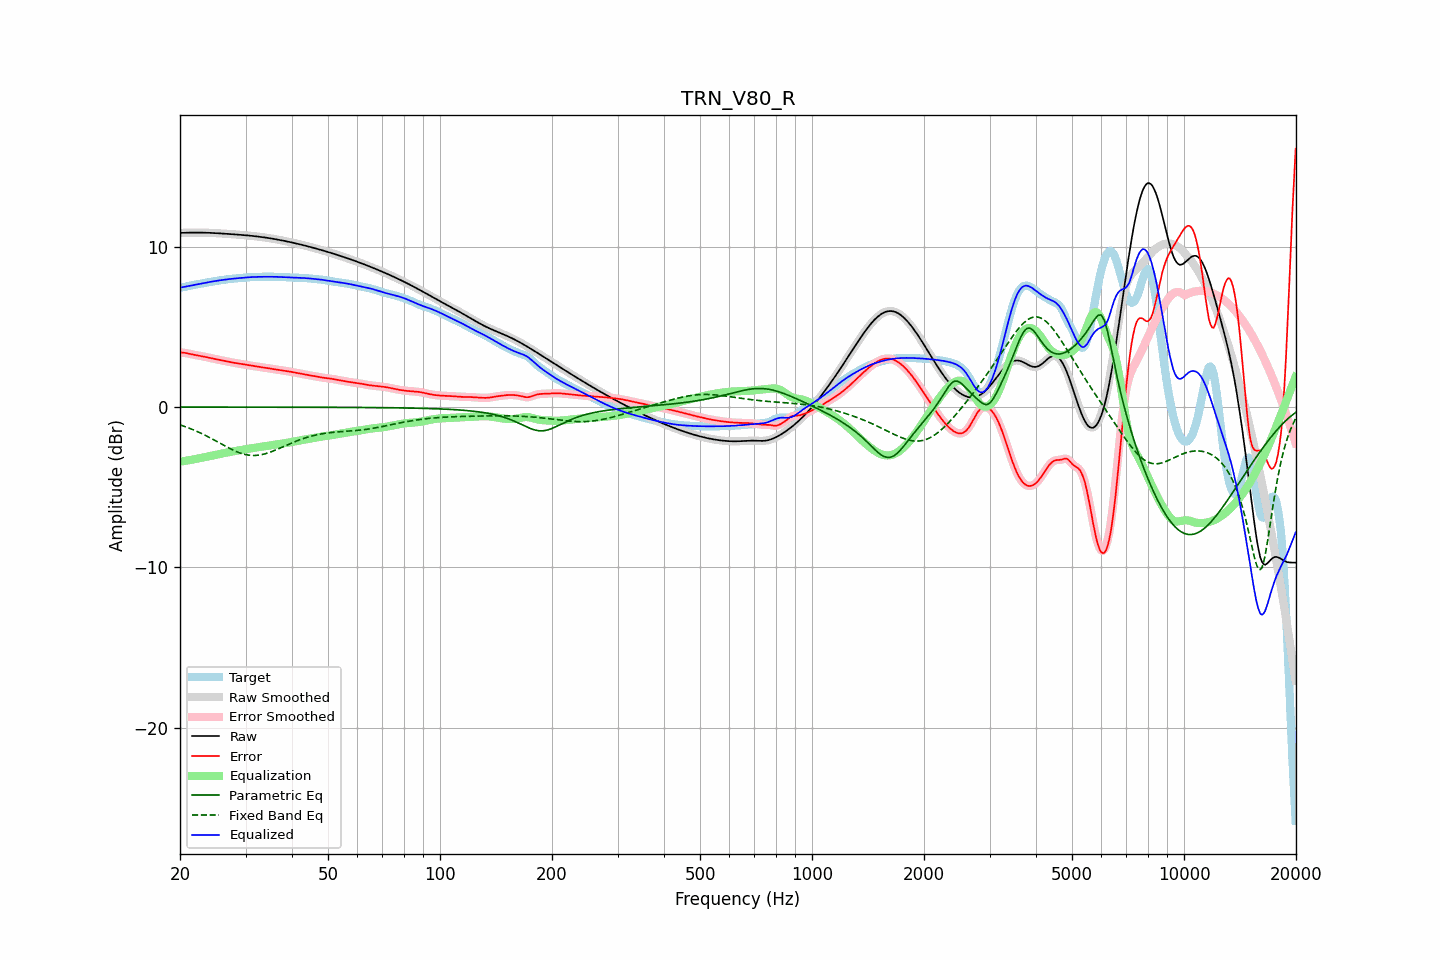 TRN_V80_R
Amplitude (dBr)
10
0
−10
−20
Target
Raw Smoothed
Error Smoothed
Raw
Error
Equalization
Parametric Eq
Fixed Band Eq
Equalized
20 50 100 200 500 1000 2000 5000 10000 20000
Frequency (Hz)